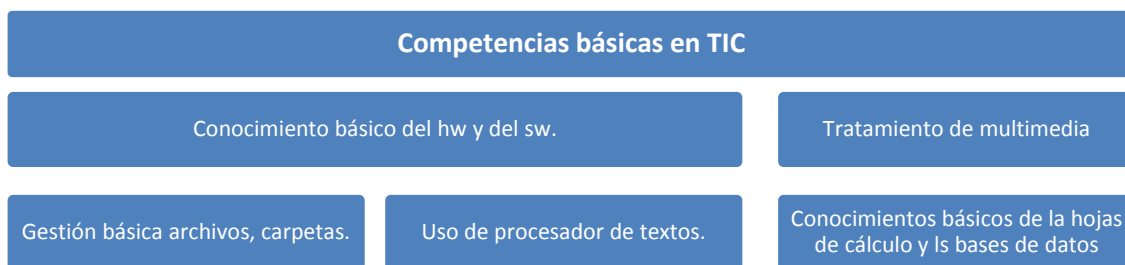 Competencias básicas en TIC
Conocimiento básico del hw y del sw.
Tratamiento de multimedia
Gestión básica archivos, carpetas.
Uso de procesador de textos.
Conocimientos básicos de la hojas
de cálculo y ls bases de datos